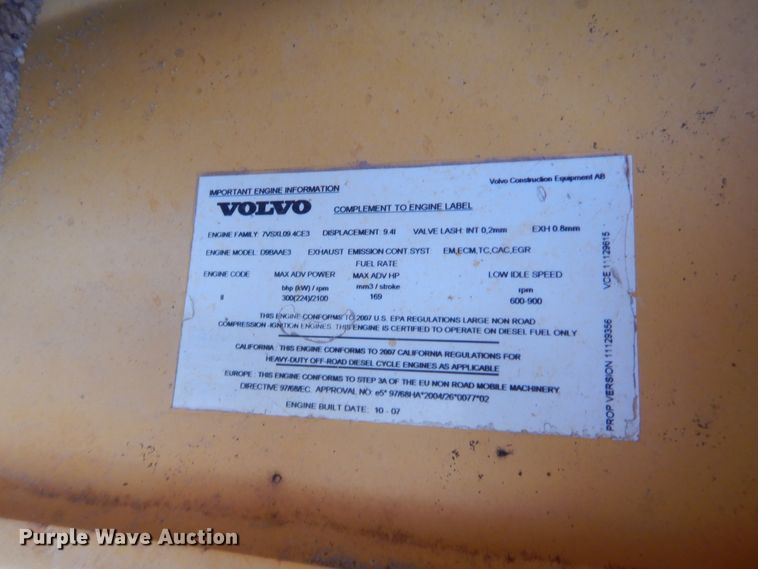 IMPORTANT ENGINE INFORMATION
Volvo Construction Equipment AB
VOLVO COMPLEMENT TO ENGINE LABEL
ENGINE FAMILY: 7VSXL09.4CE3 DISPLACEMENT: 9.4l VALVE LASH: INT 0,2mm EXH 0.8mm
ENGINE MODEL: D9BAAE3 EXHAUST EMISSION CONT SYST EM,ECM,TC,CAC,EGR
FUEL RATE
ENGINE CODE MAX ADV POWER MAX ADV HP LOW IDLE SPEED
bhp (kW) / rpm mm3 / stroke rpm
II 300(224)/2100 169 600-900
THIS ENGINE CONFORMS TO 2007 U.S. EPA REGULATIONS LARGE NON ROAD
COMPRESSION-IGNITION ENGINES. THIS ENGINE IS CERTIFIED TO OPERATE ON DIESEL FUEL ONLY
CALIFORNIA: THIS ENGINE CONFORMS TO 2007 CALIFORNIA REGULATIONS FOR
HEAVY-DUTY OFF-ROAD DIESEL CYCLE ENGINES AS APPLICABLE
EUROPE: THIS ENGINE CONFORMS TO STEP 3A OF THE EU NON ROAD MOBILE MACHINERY
DIRECTIVE 97/68/EC. APPROVAL NO: e5* 97/68HA*2004/26*0077*02
ENGINE BUILT DATE: 10 - 07
PROP VERSION 11129356 VCE 11129615
Purple Wave Auction